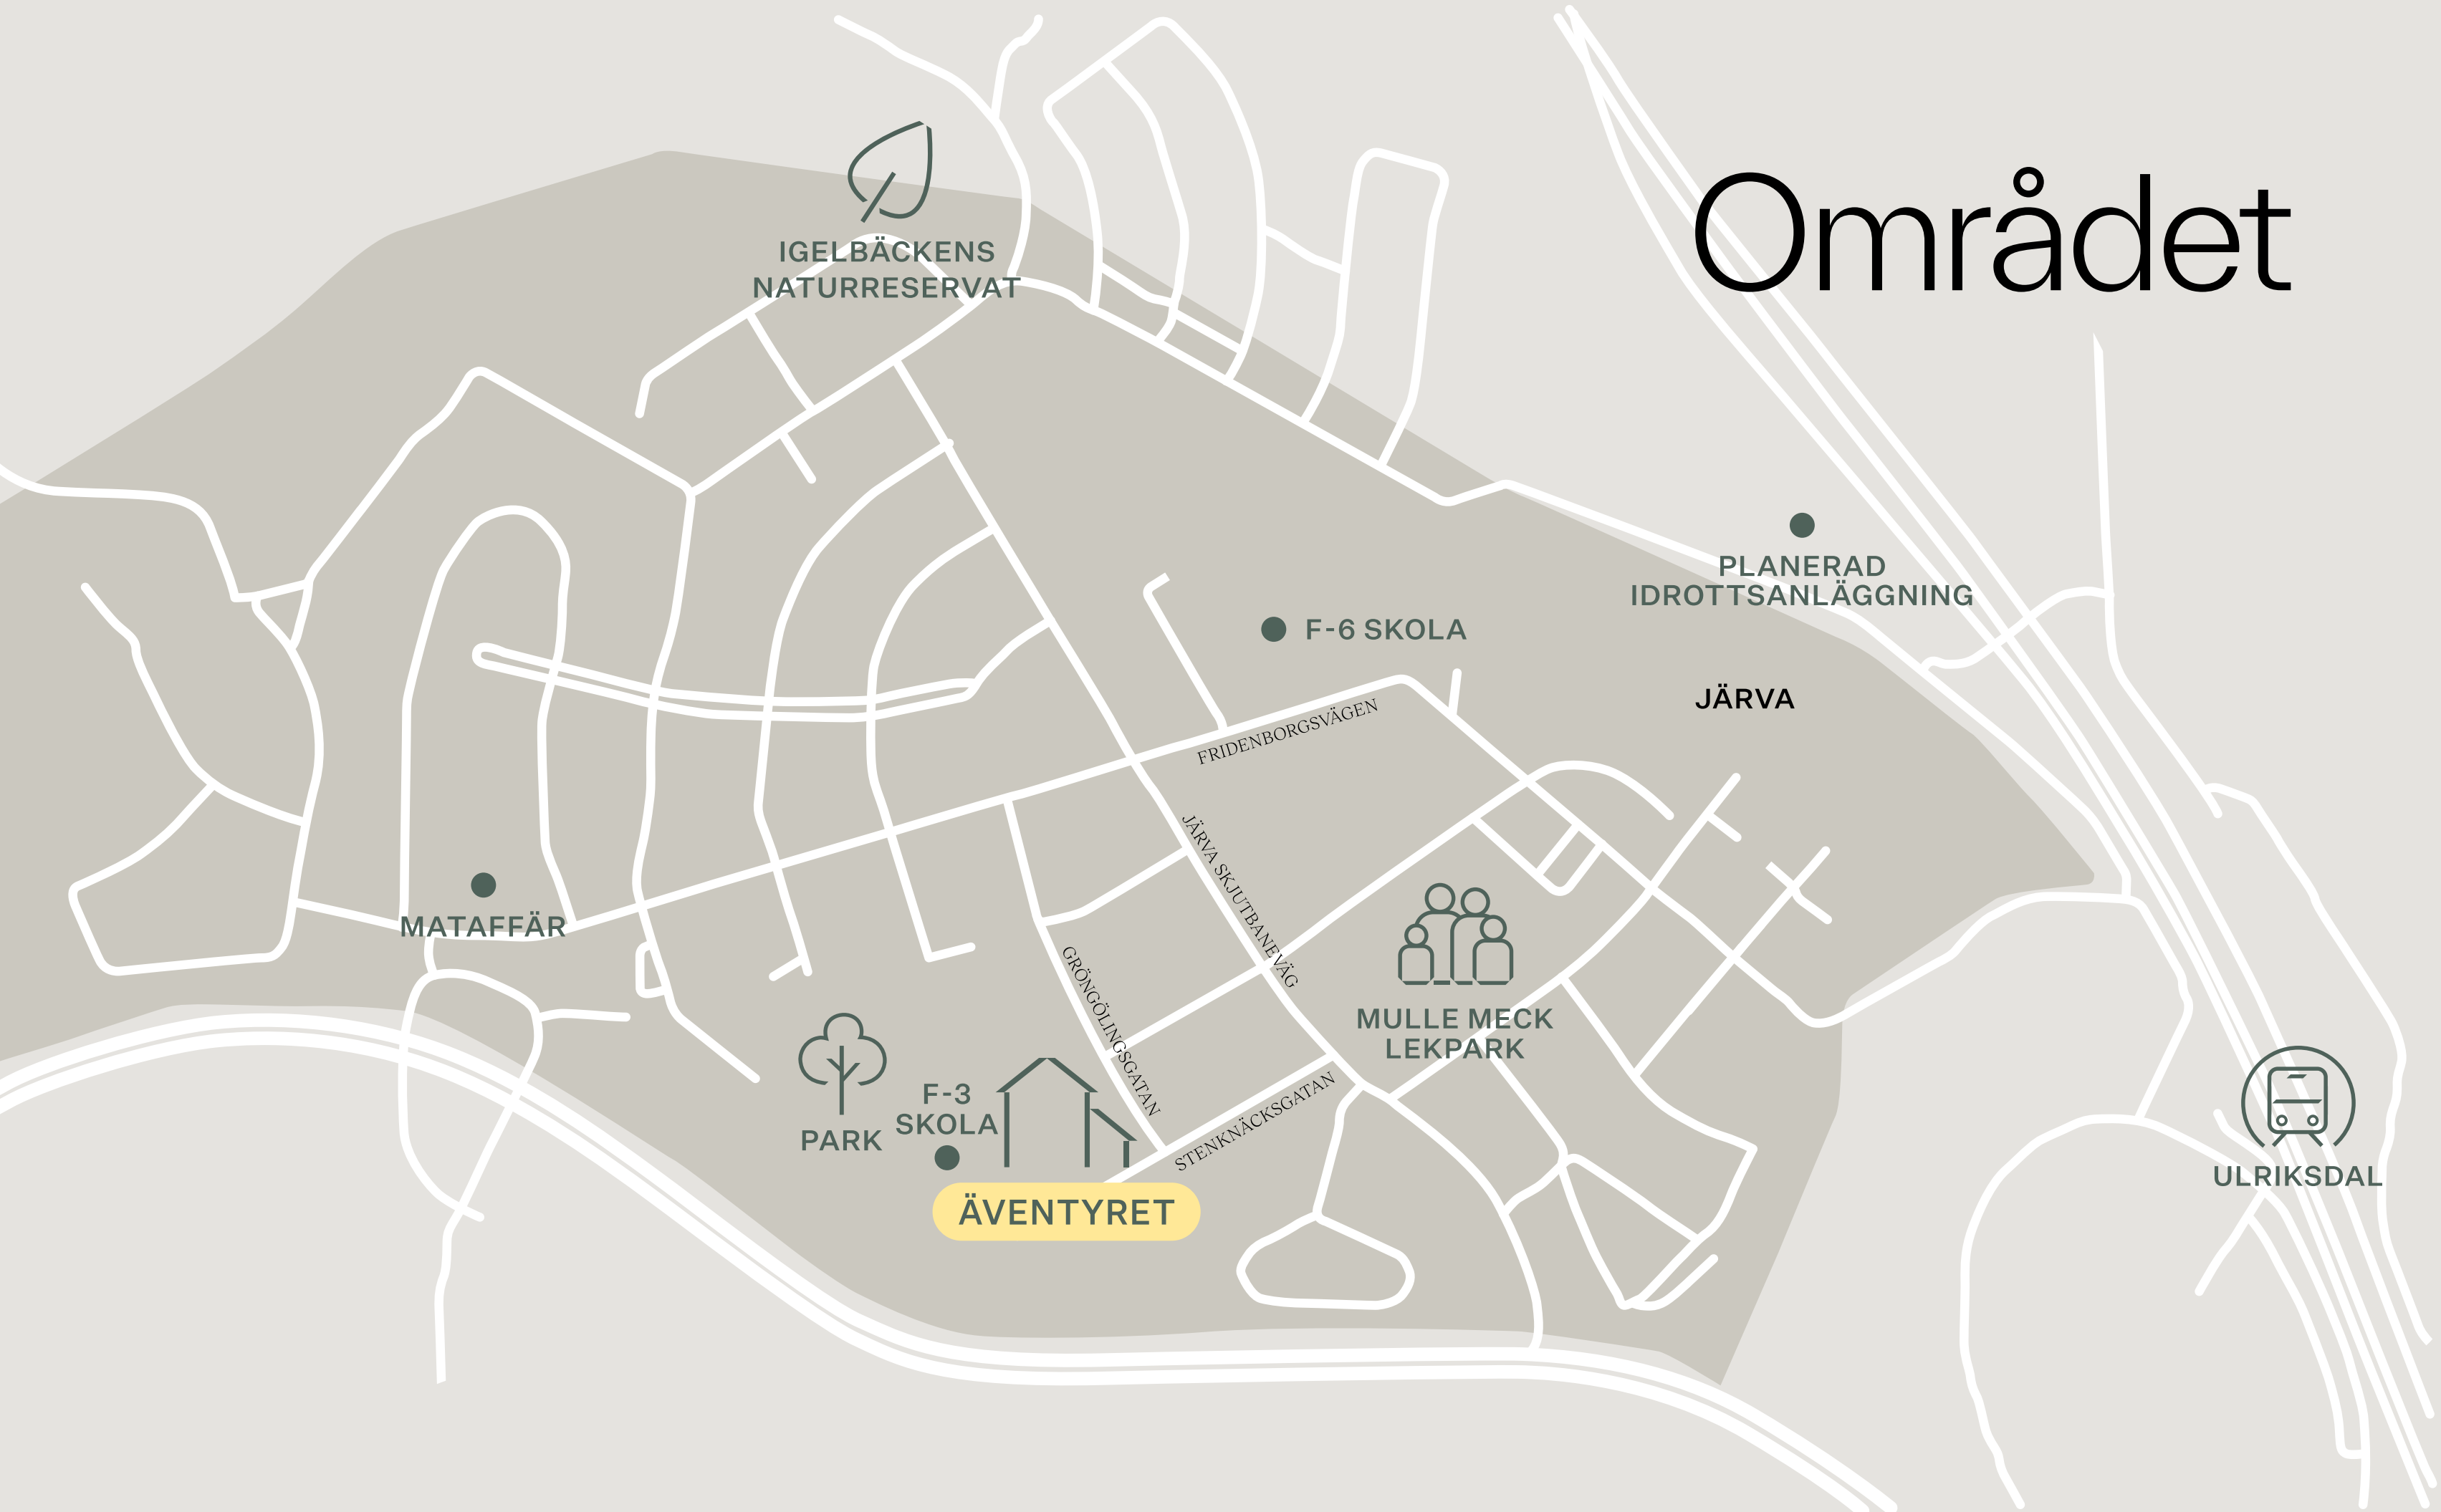 Området
IGELBÄCKENS
NATURRESERVAT
PLANERAD
IDROTTSANLÄGGNING
F-6 SKOLA
JÄRVA
FRIDENBORGSVÄGEN
JÄRVA SKJUTBANEVÄG
MATAFFÄR
GRÖNGÖLINGSGATAN
MULLE MECK
LEKPARK
F-3
SKOLA
PARK
STENKNÄCKSGATAN
ULRIKSDAL
ÄVENTYRET